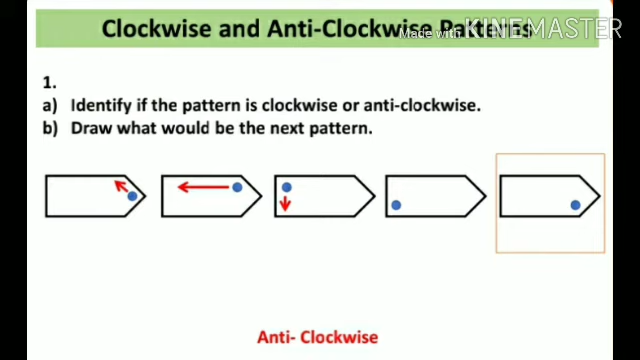 Clockwise and Anti-Clockwise Patterns
Made with KINEMASTER
1.
a) Identify if the pattern is clockwise or anti-clockwise.
b) Draw what would be the next pattern.
Anti- Clockwise